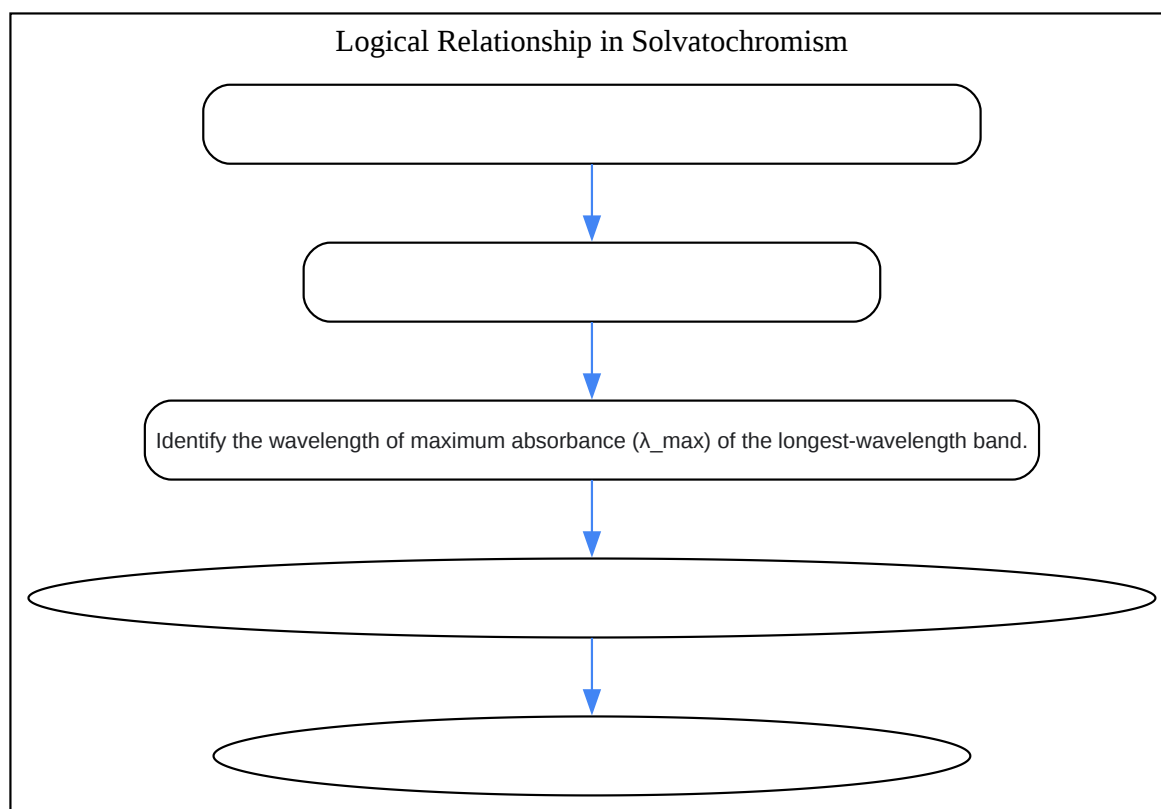 Logical Relationship in Solvatochromism
Identify the wavelength of maximum absorbance (λ_max) of the longest-wavelength band.